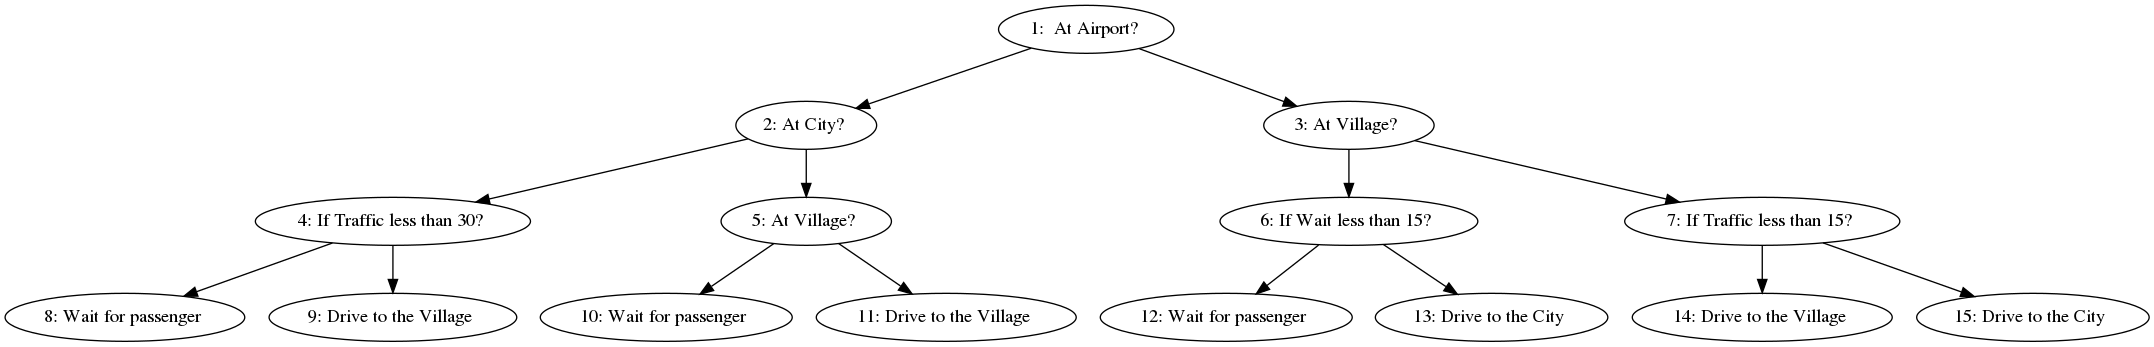 1:  At Airport?
2: At City?
3: At Village?
4: If Traffic less than 30?
5: At Village?
6: If Wait less than 15?
7: If Traffic less than 15?
8: Wait for passenger
9: Drive to the Village
10: Wait for passenger
11: Drive to the Village
12: Wait for passenger
13: Drive to the City
14: Drive to the Village
15: Drive to the City